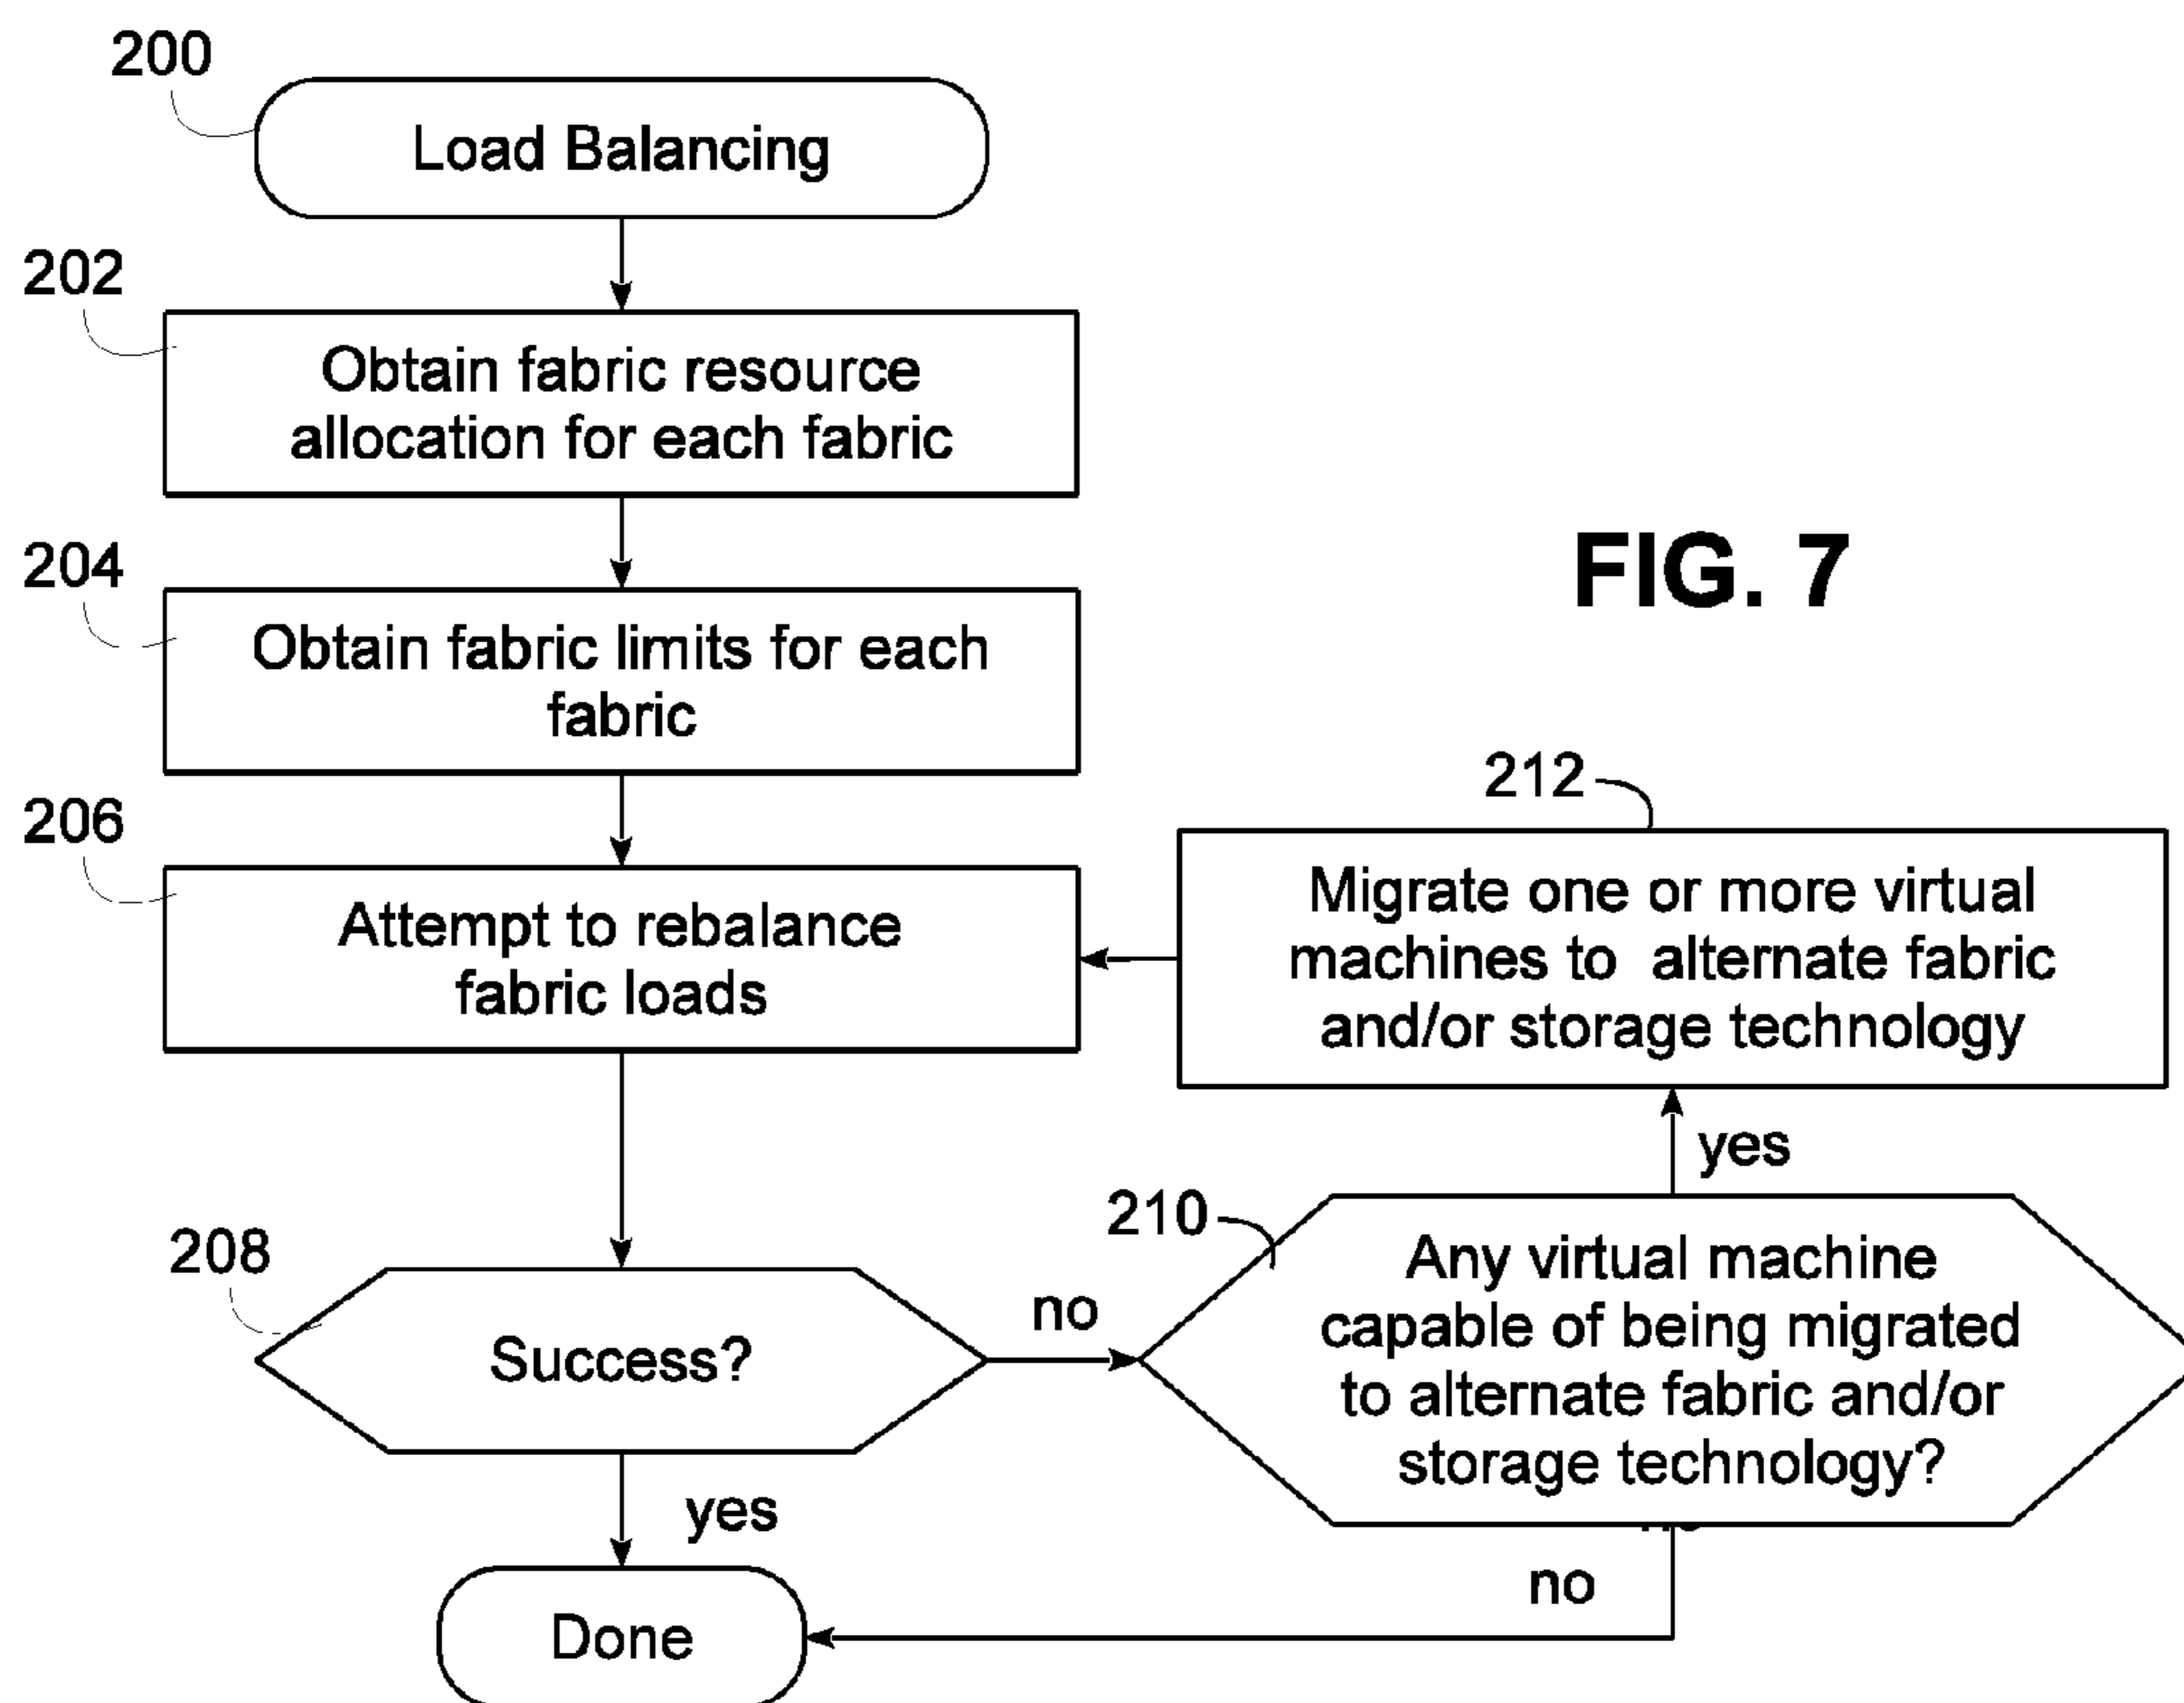 200
Load Balancing
202
Obtain fabric resource
allocation for each fabric
204
Obtain fabric limits for each
fabric
FIG. 7
206
Attempt to rebalance
fabric loads
212
Migrate one or more virtual
machines to alternate fabric
and/or storage technology
yes
208
Success?
no
210
Any virtual machine
capable of being migrated
to alternate fabric and/or
storage technology?
yes
no
Done